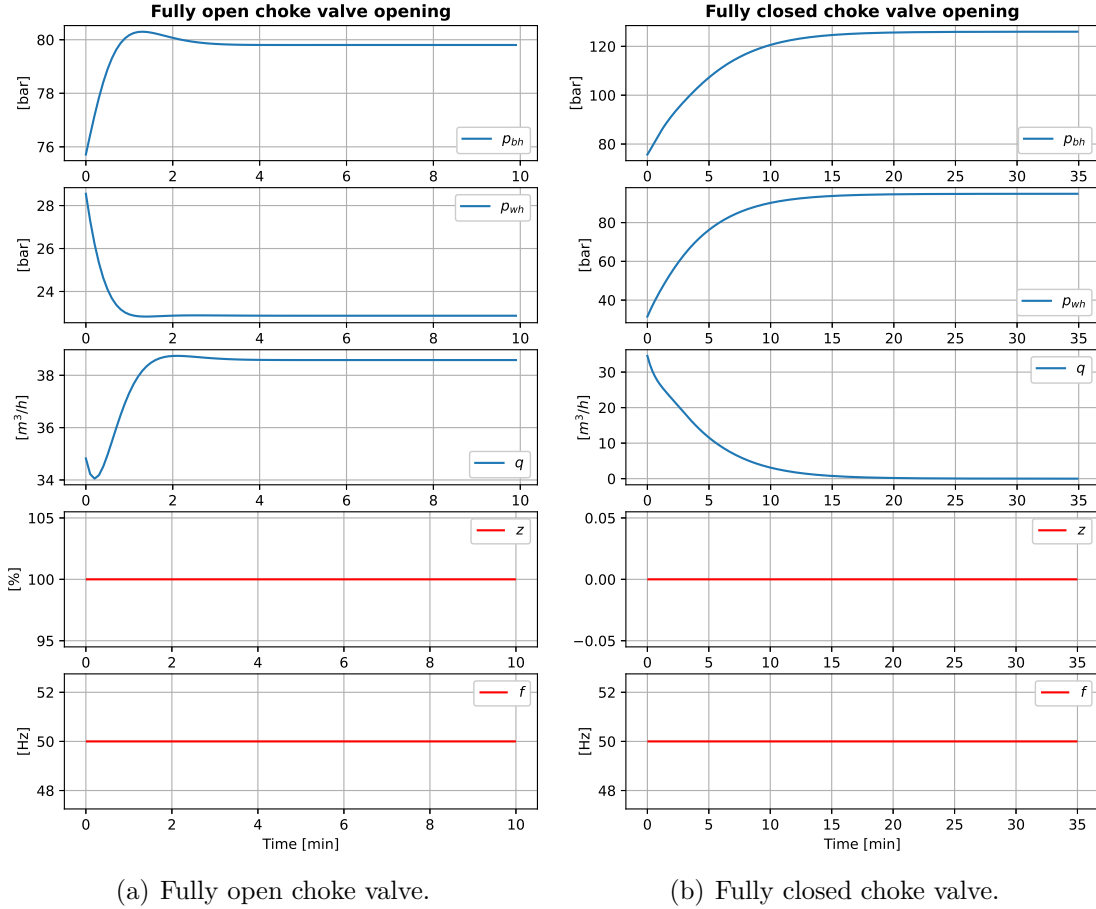 Fully open choke valve opening
80
78
76
[bar]
p_bh
0 2 4 6 8 10
28
26
24
22
[bar]
p_wh
0 2 4 6 8 10
38
36
34
[m^3/h]
q
0 2 4 6 8 10
105
100
95
[%]
z
0 2 4 6 8 10
52
50
48
[Hz]
f
0 2 4 6 8 10
Time [min]
(a) Fully open choke valve.
Fully closed choke valve opening
120
100
80
[bar]
p_bh
0 5 10 15 20 25 30 35
80
60
40
[bar]
p_wh
0 5 10 15 20 25 30 35
30
20
10
0
[m^3/h]
q
0 5 10 15 20 25 30 35
0.05
0.00
−0.05
z
0 5 10 15 20 25 30 35
52
50
48
[Hz]
f
0 5 10 15 20 25 30 35
Time [min]
(b) Fully closed choke valve.